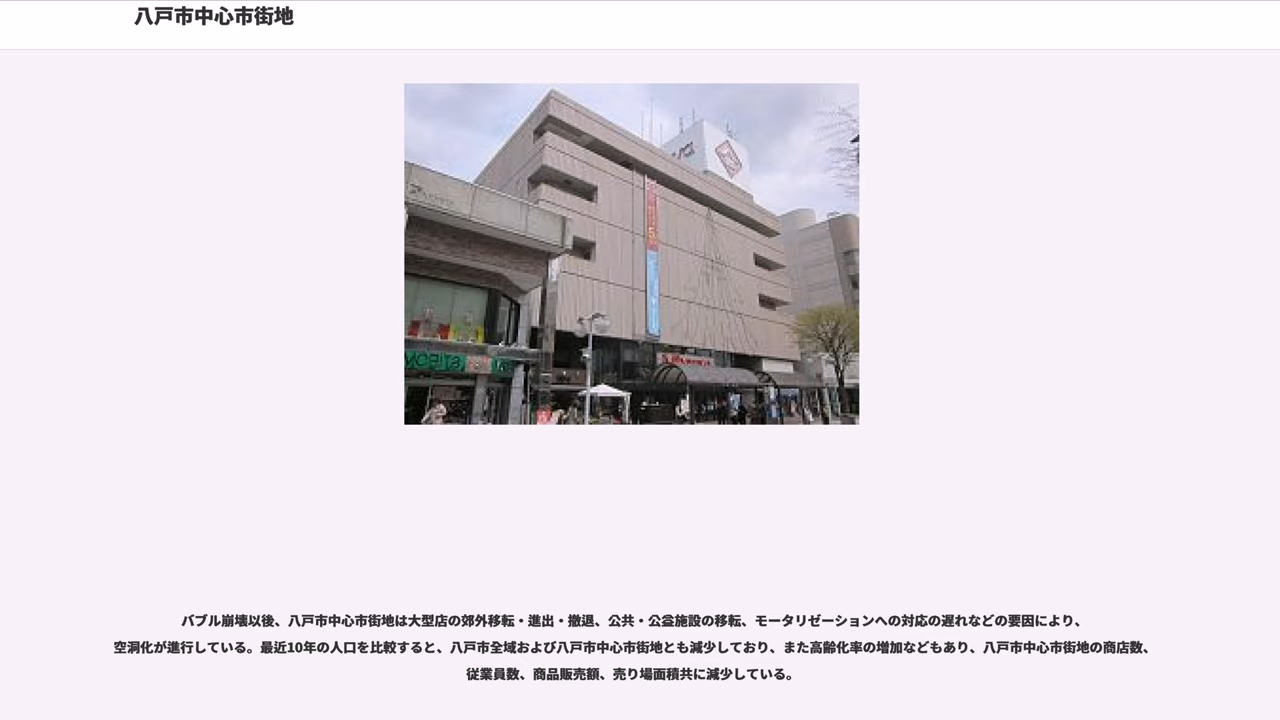 八戸市中心市街地
MORITA
バブル崩壊以後、八戸市中心市街地は大型店の郊外移転・進出・撤退、公共・公益施設の移転、モータリゼーションへの対応の遅れなどの要因により、
空洞化が進行している。最近10年の人口を比較すると、八戸市全域および八戸市中心市街地とも減少しており、また高齢化率の増加などもあり、八戸市中心市街地の商店数、
従業員数、商品販売額、売り場面積共に減少している。